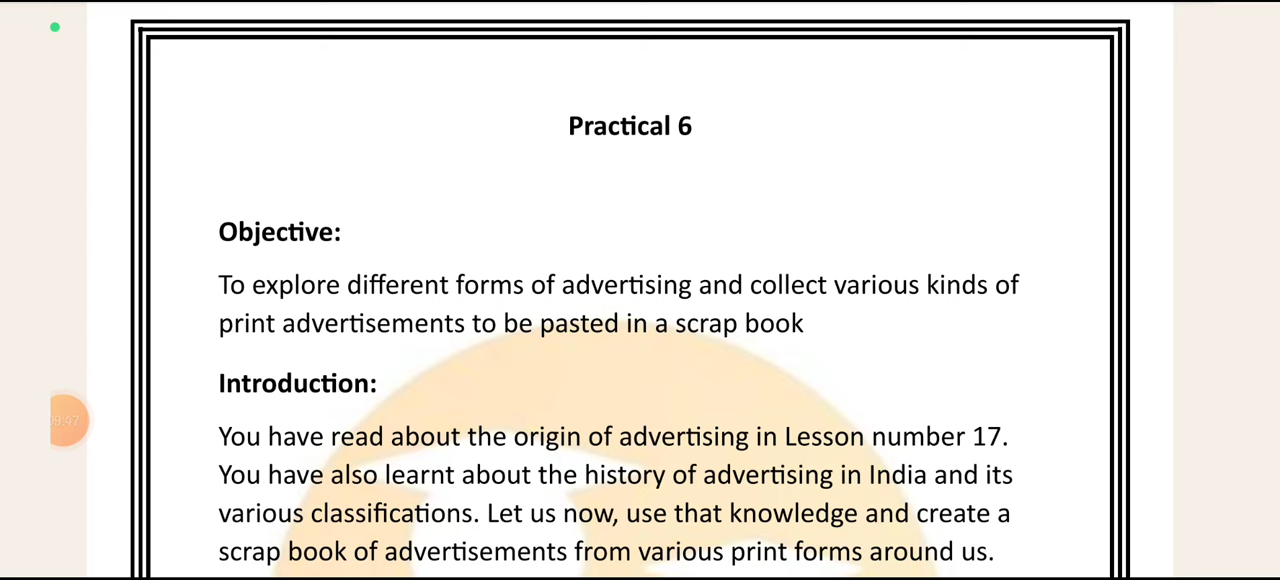 Practical 6
Objective:
To explore different forms of advertising and collect various kinds of
print advertisements to be pasted in a scrap book
Introduction:
You have read about the origin of advertising in Lesson number 17.
You have also learnt about the history of advertising in India and its
various classifications. Let us now, use that knowledge and create a
scrap book of advertisements from various print forms around us.